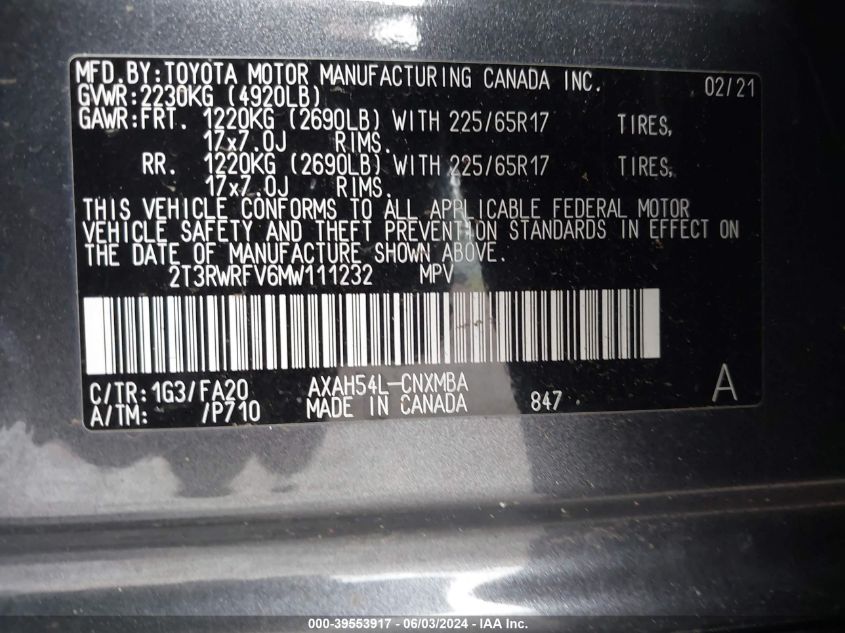 MFD.BY:TOYOTA MOTOR MANUFACTURING CANADA INC. 02/21
GVWR:2230KG (4920LB)
GAWR:FRT. 1220KG (2690LB) WITH 225/65R17 TIRES,
17x7.0J RIMS.
RR. 1220KG (2690LB) WITH 225/65R17 TIRES,
17x7.0J RIMS.
THIS VEHICLE CONFORMS TO ALL APPLICABLE FEDERAL MOTOR
VEHICLE SAFETY AND THEFT PREVENTION STANDARDS IN EFFECT ON
THE DATE OF MANUFACTURE SHOWN ABOVE.
2T3RWRFV6MW111232 MPV
C/TR:1G3/FA20 AXAH54L-CNXMBA A
A/TM: /P710 MADE IN CANADA 847
000-39553917 - 06/03/2024 - IAA Inc.